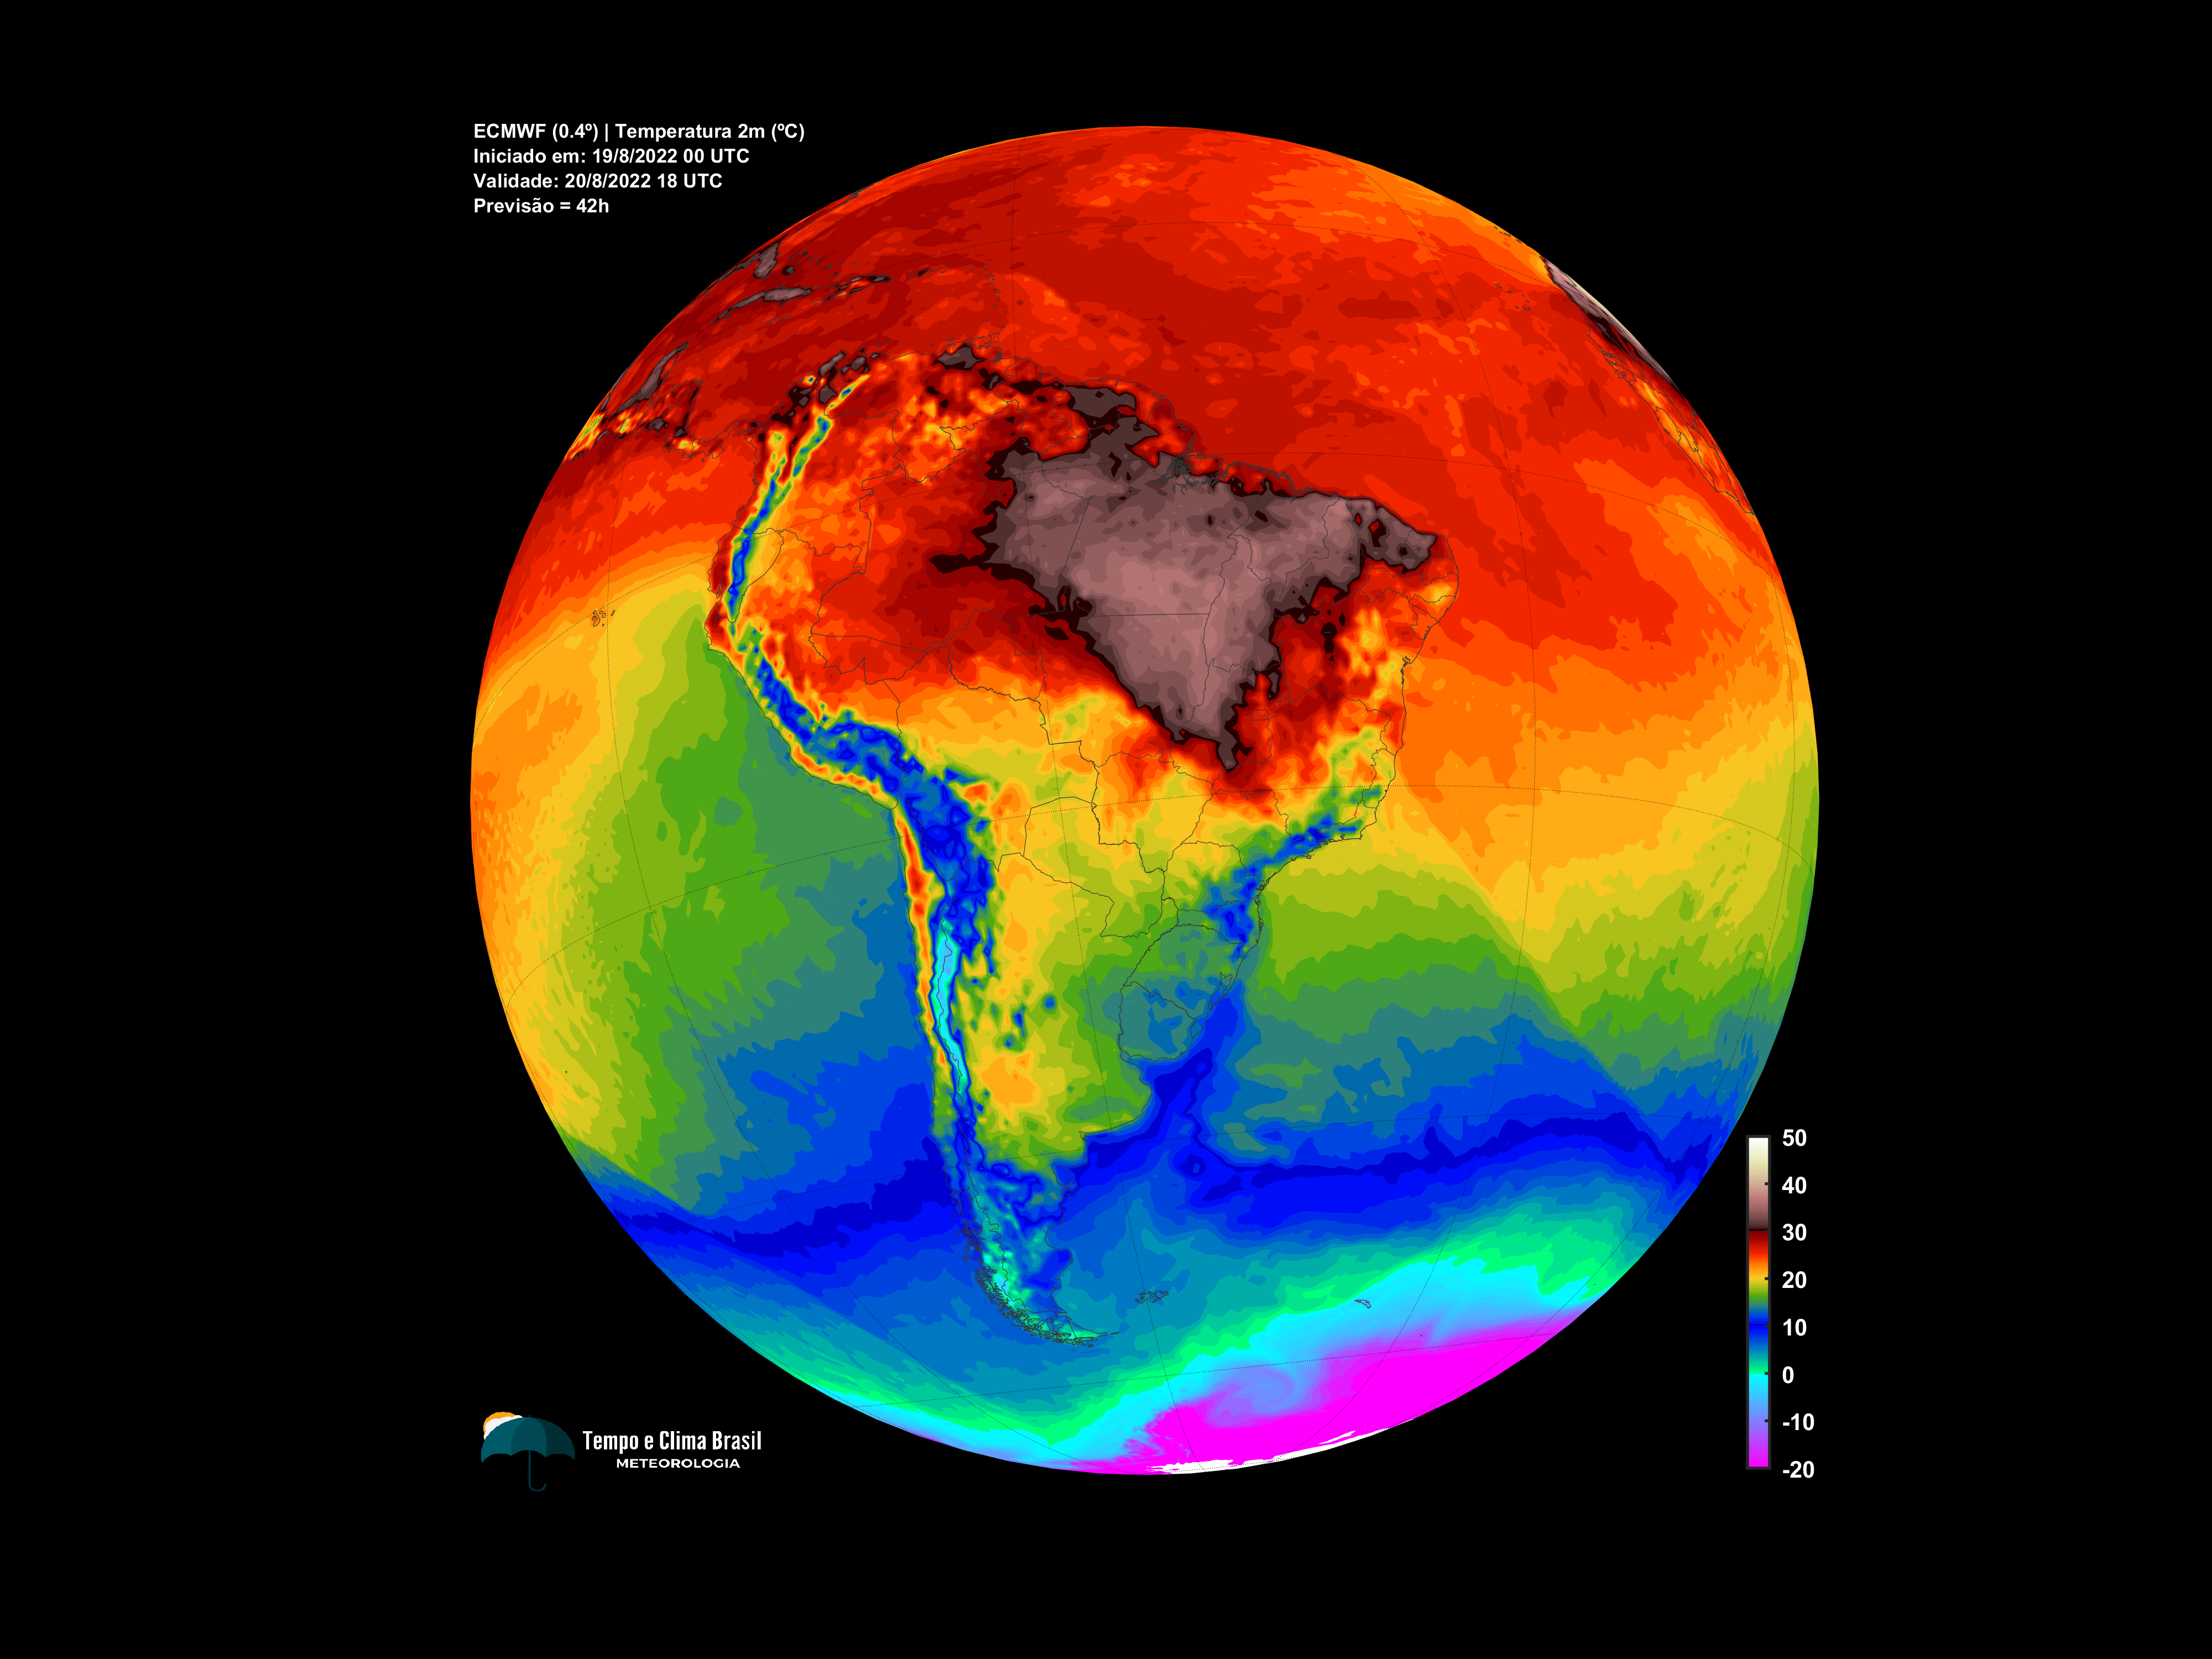 ECMWF (0.4º) | Temperatura 2m (ºC)
Iniciado em: 19/8/2022 00 UTC
Validade: 20/8/2022 18 UTC
Previsão = 42h
50
40
30
20
10
0
-10
-20
Tempo e Clima Brasil
METEOROLOGIA